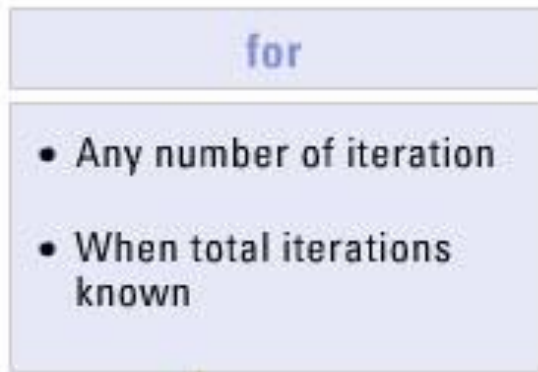 for
• Any number of iteration
• When total iterations
known